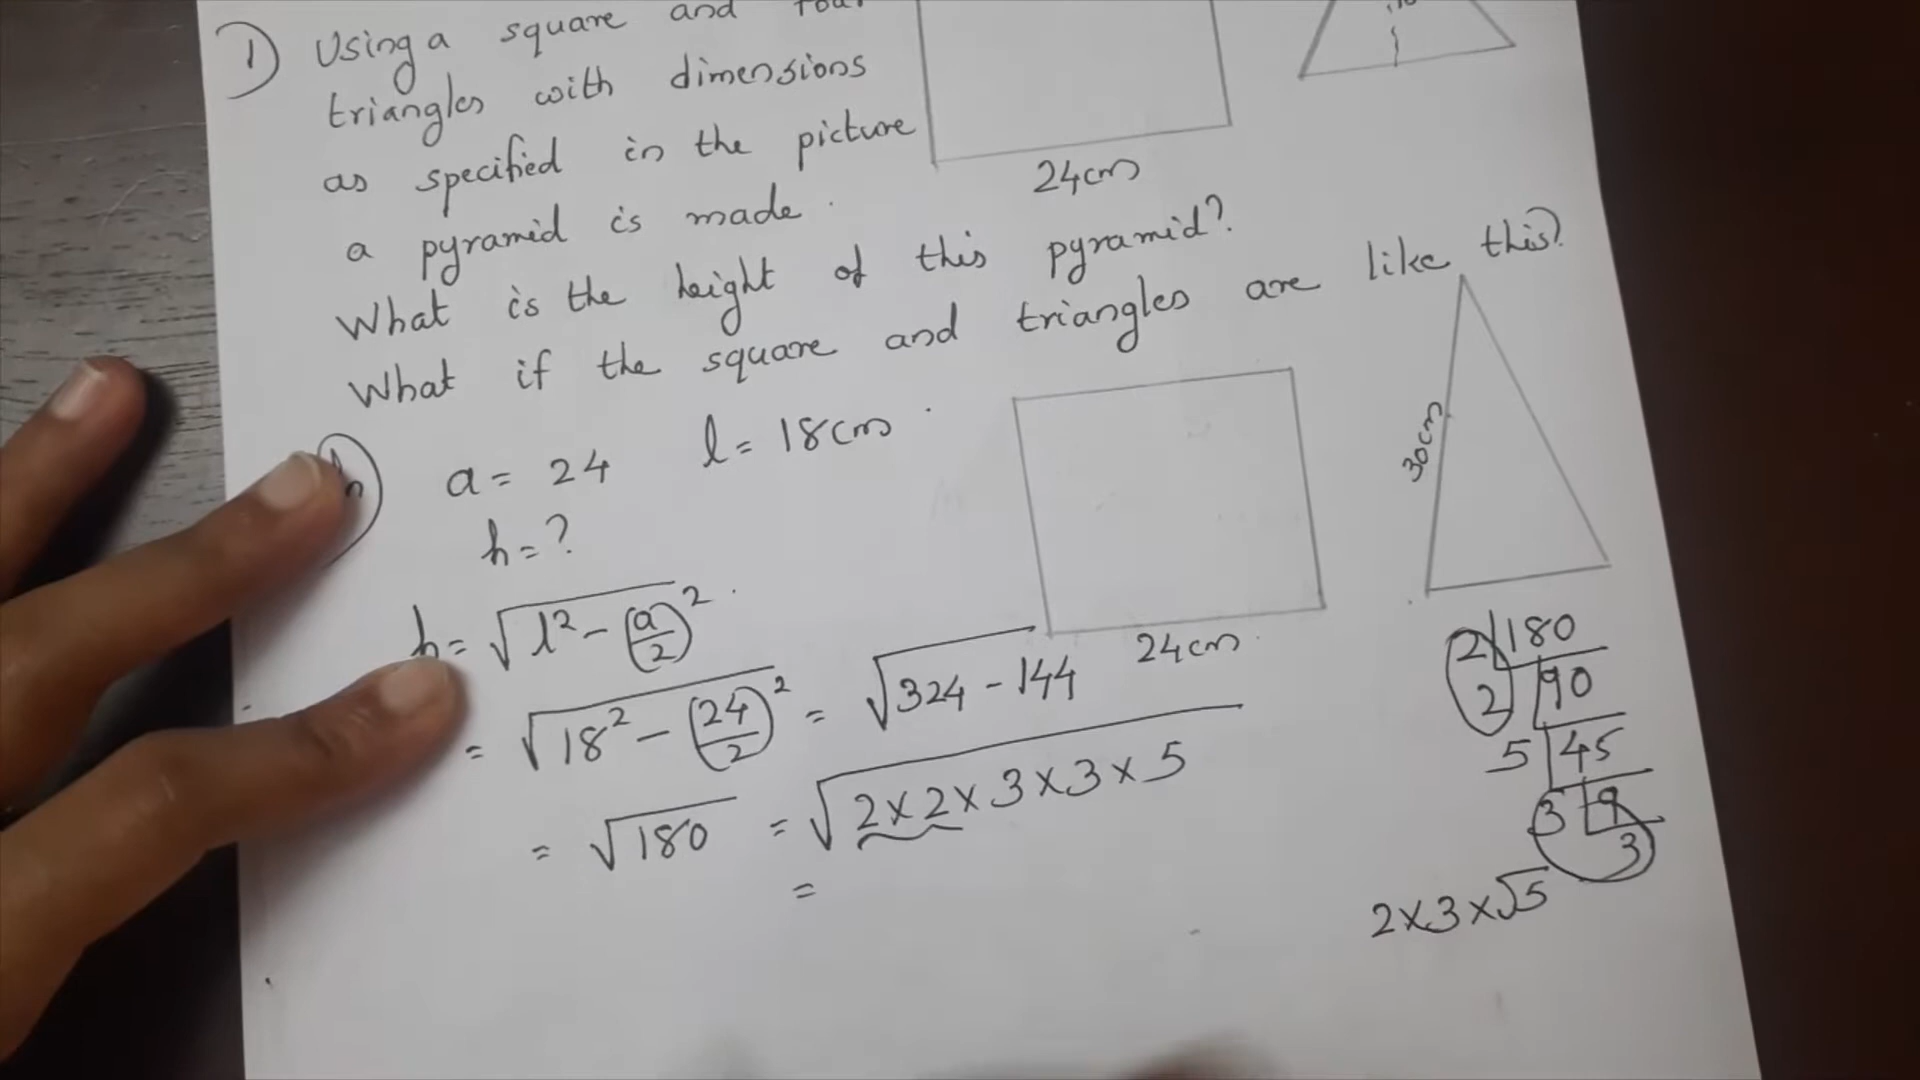 1) Using a square and four
triangles with dimensions
as specified in the picture
a pyramid is made.
24cm
What is the height of this pyramid?
What if the square and triangles are like this?
a = 24 l = 18cm
h = ?
30cm
24cm
h = √(l² - (a/2)²)
= √(18² - (24/2)²) = √(324 - 144)
= √180 = √(2×2×3×3×5)
=
2 | 180
2 | 90
5 | 45
3 | 9
3
2×3×√5